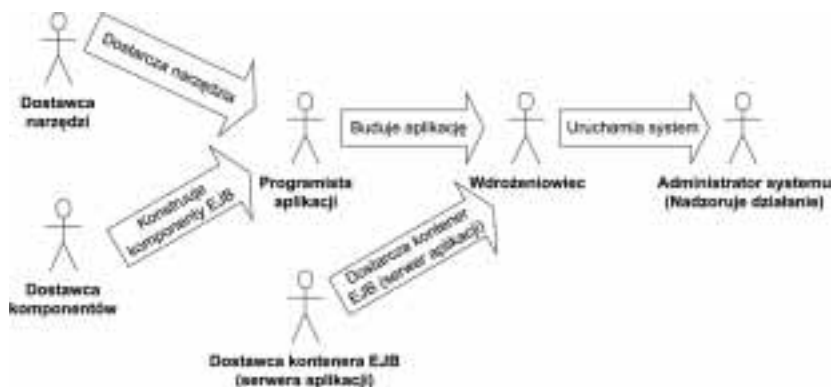 Dostarcza narzędzia
Dostawca
narzędzi
Buduje aplikację
Uruchamia system
Programista
aplikacji
Wdrożeniowiec
Administrator systemu
(Nadzoruje działanie)
Konstruuje
komponenty EJB
Dostawca
komponentów
Dostarcza kontener
EJB (serwer aplikacji)
Dostawca kontenera EJB
(serwera aplikacji)